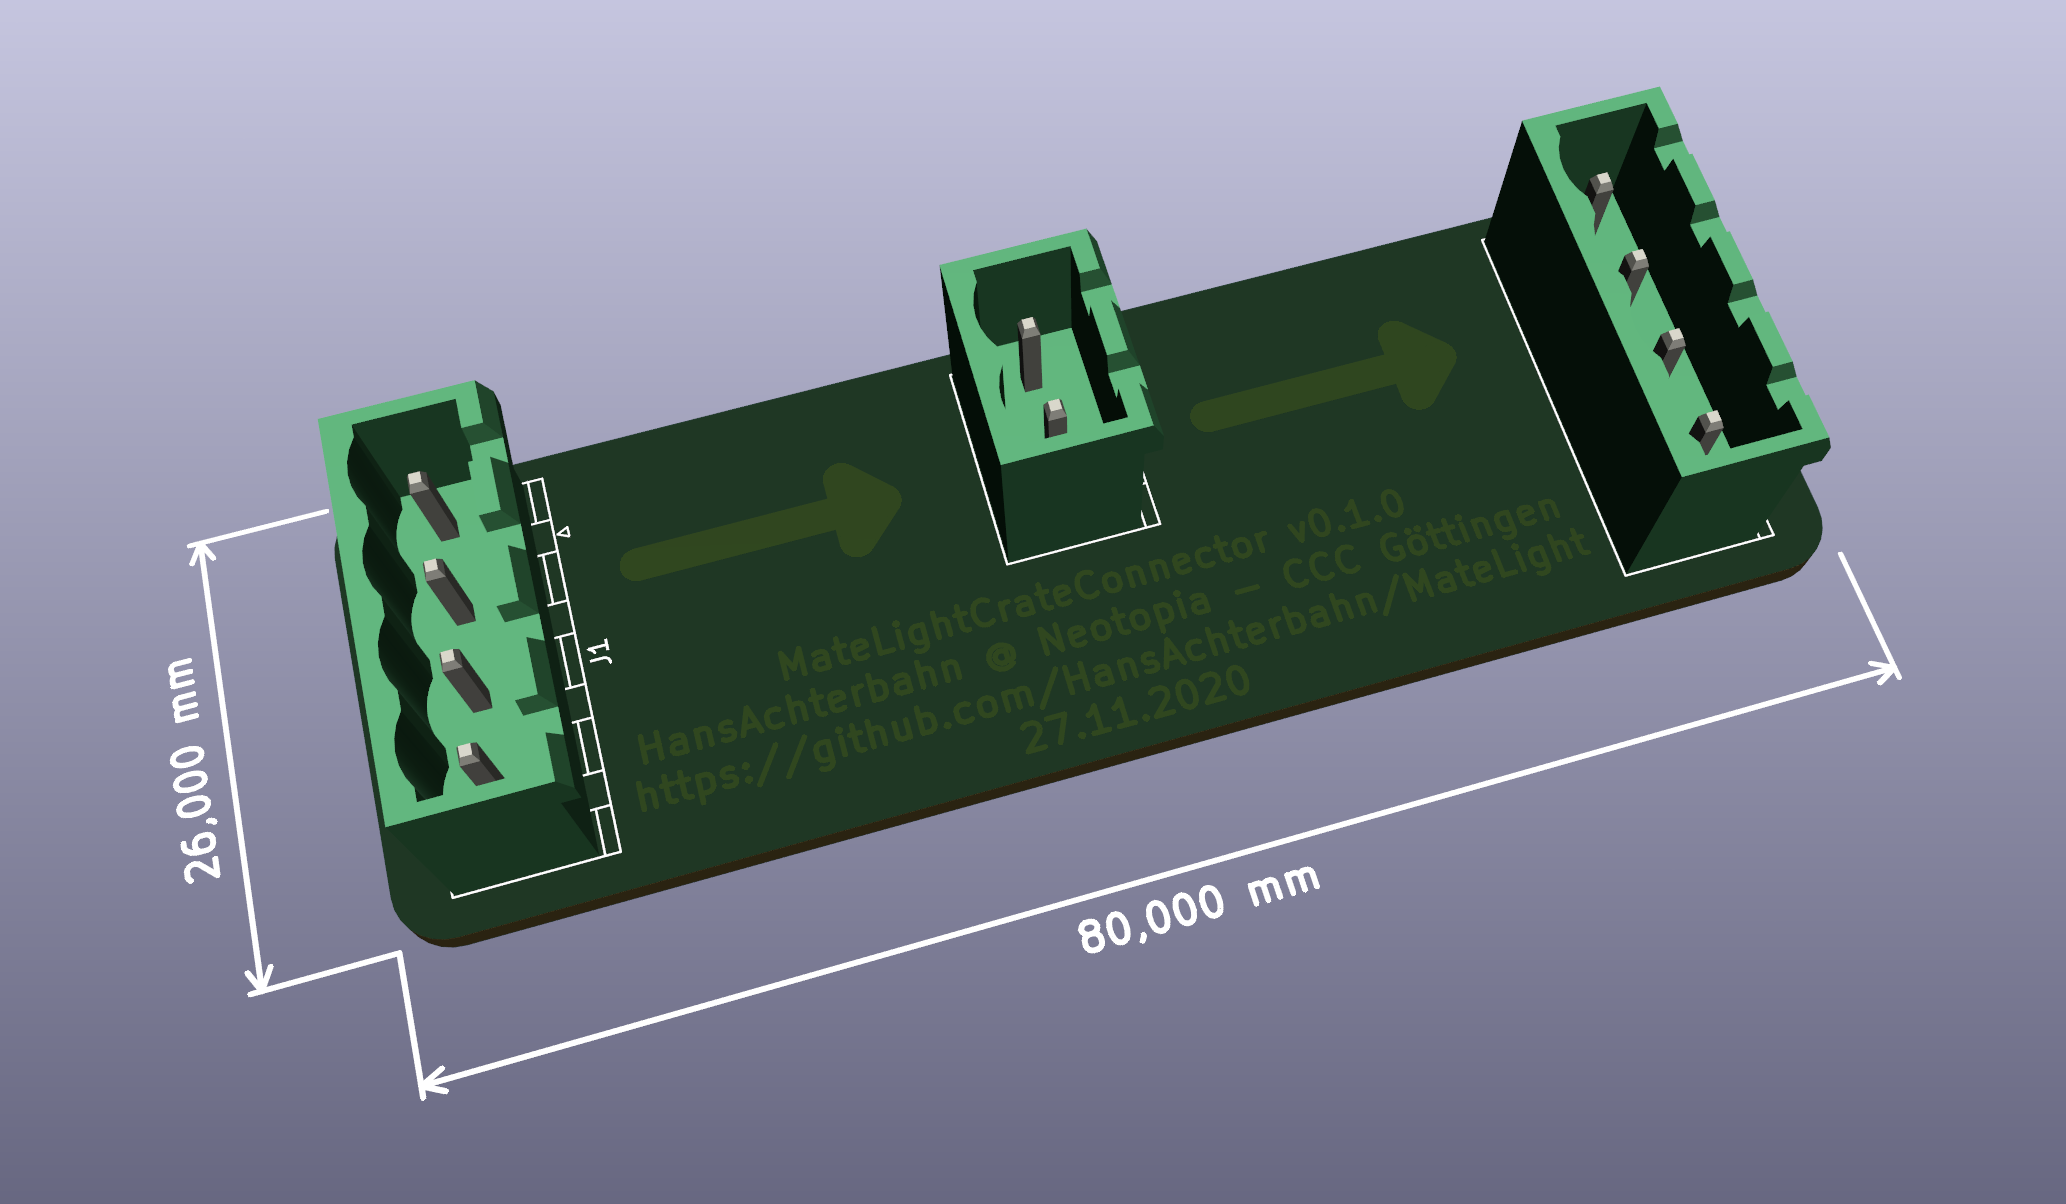 26,000 mm
J1
MateLightCrateConnector v0.1.0
HansAchterbahn @ Neotopia — CCC Göttingen
https://github.com/HansAchterbahn/MateLight
27.11.2020
80,000 mm